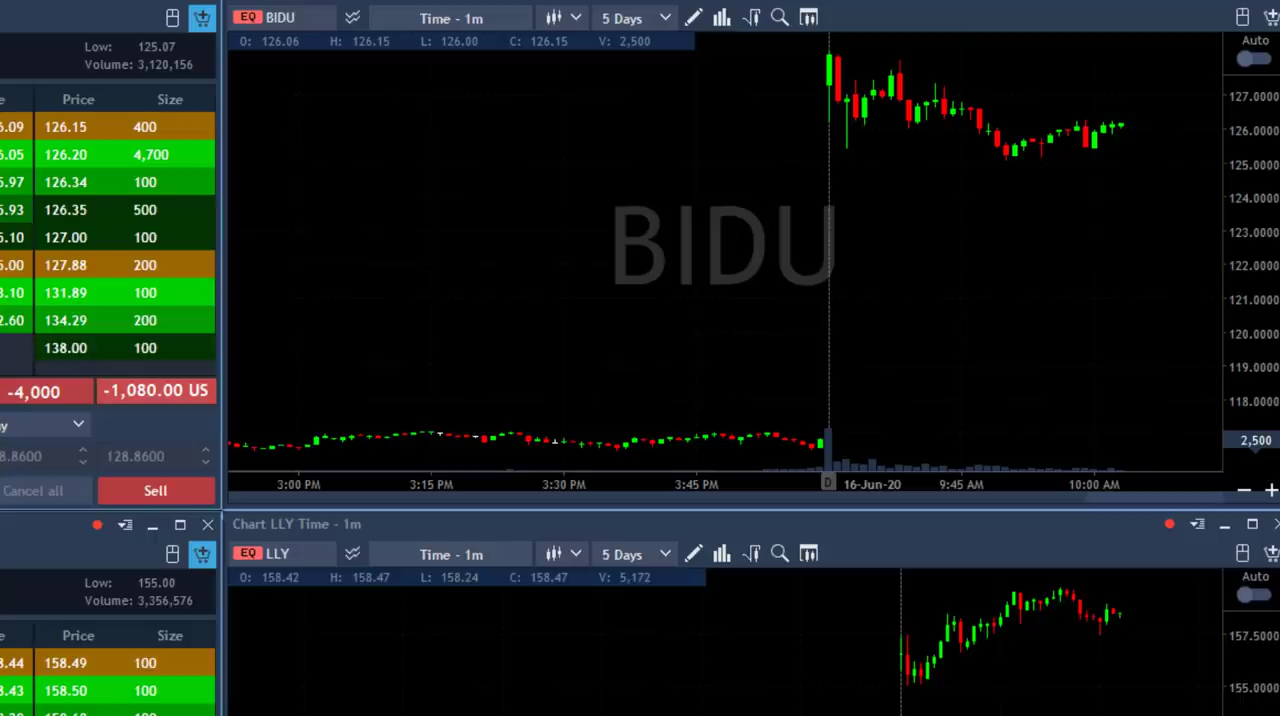 EQ BIDU Time - 1m 5 Days
Low: 125.07
Volume: 3,120,156
O: 126.06 H: 126.15 L: 126.00 C: 126.15 V: 2,500
Auto
Price Size
126.15 400
126.20 4,700
126.34 100
126.35 500
127.00 100
127.88 200
131.89 100
134.29 200
138.00 100
-4,000 -1,080.00 US
128.8600
Cancel all Sell
BIDU
127.0000
126.0000
125.0000
124.0000
123.0000
122.0000
121.0000
120.0000
119.0000
118.0000
2,500
3:00 PM 3:15 PM 3:30 PM 3:45 PM D 16-Jun-20 9:45 AM 10:00 AM
Chart LLY Time - 1m
EQ LLY Time - 1m 5 Days
Low: 155.00
Volume: 3,356,576
O: 158.42 H: 158.47 L: 158.24 C: 158.47 V: 5,172
Auto
Price Size
158.49 100
158.50 100
157.5000
155.0000